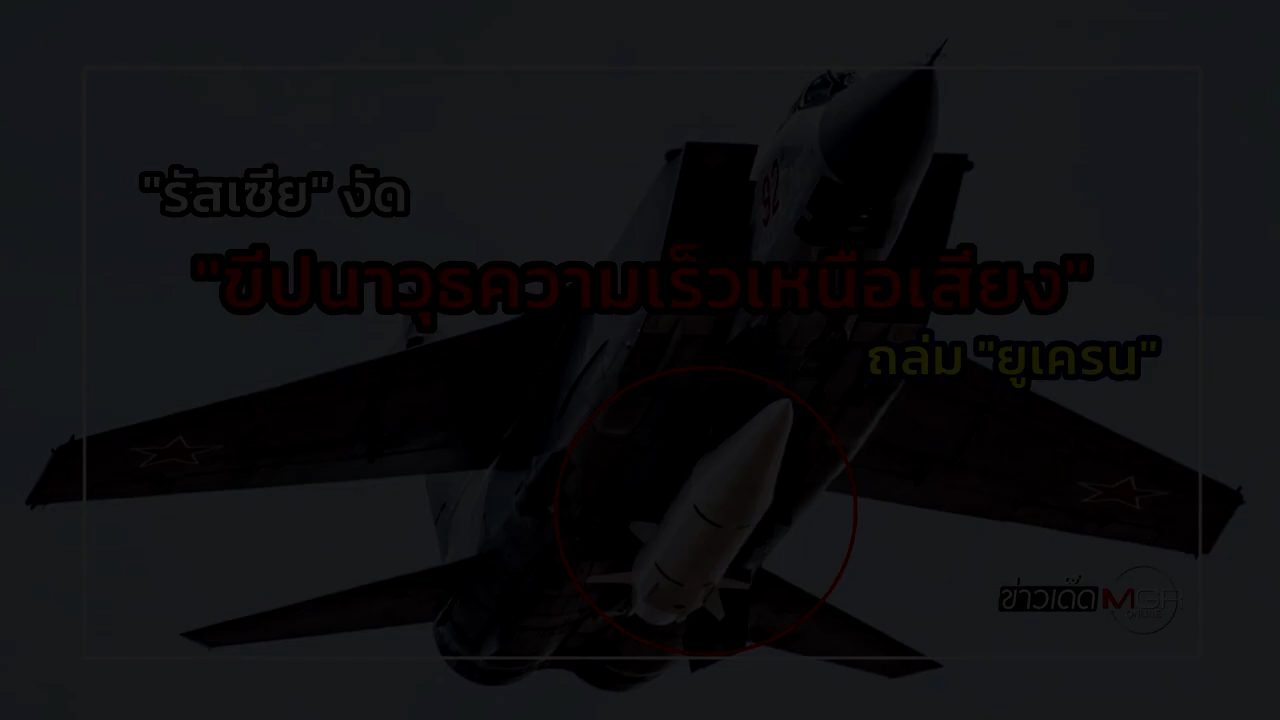 "รัสเซีย" งัด
92
"ขีปนาวุธความเร็วเหนือเสียง"
ถล่ม "ยูเครน"
ข่าวเด็ด MGR